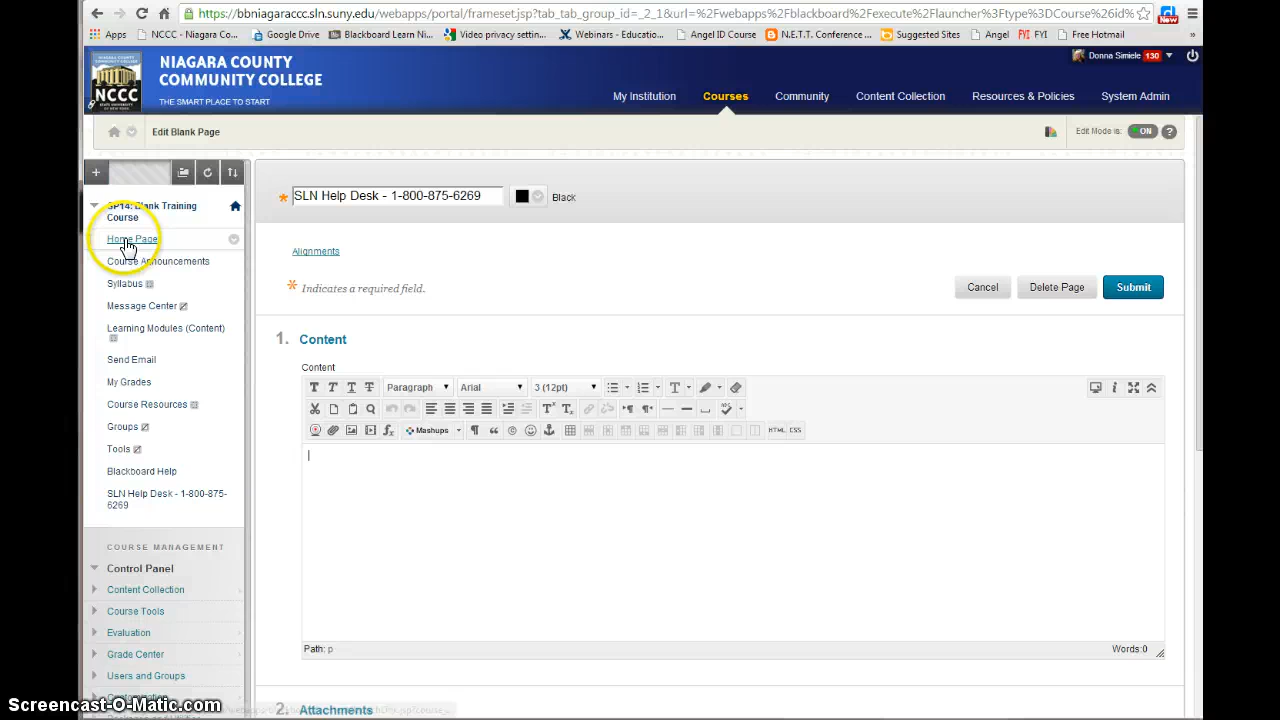 https://bbniagaraccc.sln.suny.edu/webapps/portal/frameset.jsp?tab_tab_group_id=_2_1&url=%2Fwebapps%2Fblackboard%2Fexecute%2Flauncher%3Ftype%3DCourse%26id%
New
Apps NCCC - Niagara Co... Google Drive Blackboard Learn Ni... Video privacy settin... Webinars - Educatio... Angel ID Course N.E.T.T. Conference ... Suggested Sites Angel FYI FYI Free Hotmail »
NIAGARA COUNTY
COMMUNITY COLLEGE
THE SMART PLACE TO START
NCCC
Donna Simiele 130
My Institution Courses Community Content Collection Resources & Policies System Admin
Edit Blank Page
Edit Mode is: ON ?
SP14: Blank Training
Course
Home Page
Course Announcements
Syllabus
Message Center
Learning Modules (Content)
Send Email
My Grades
Course Resources
Groups
Tools
Blackboard Help
SLN Help Desk - 1-800-875-
6269
COURSE MANAGEMENT
Control Panel
Content Collection
Course Tools
Evaluation
Grade Center
Users and Groups
SLN Help Desk - 1-800-875-6269 Black
Alignments
* Indicates a required field.
Cancel Delete Page Submit
1. Content
Content
T T T T Paragraph Arial 3 (12pt) T
Mashups HTML CSS
Path: p Words:0
2. Attachments
Screencast-O-Matic.com